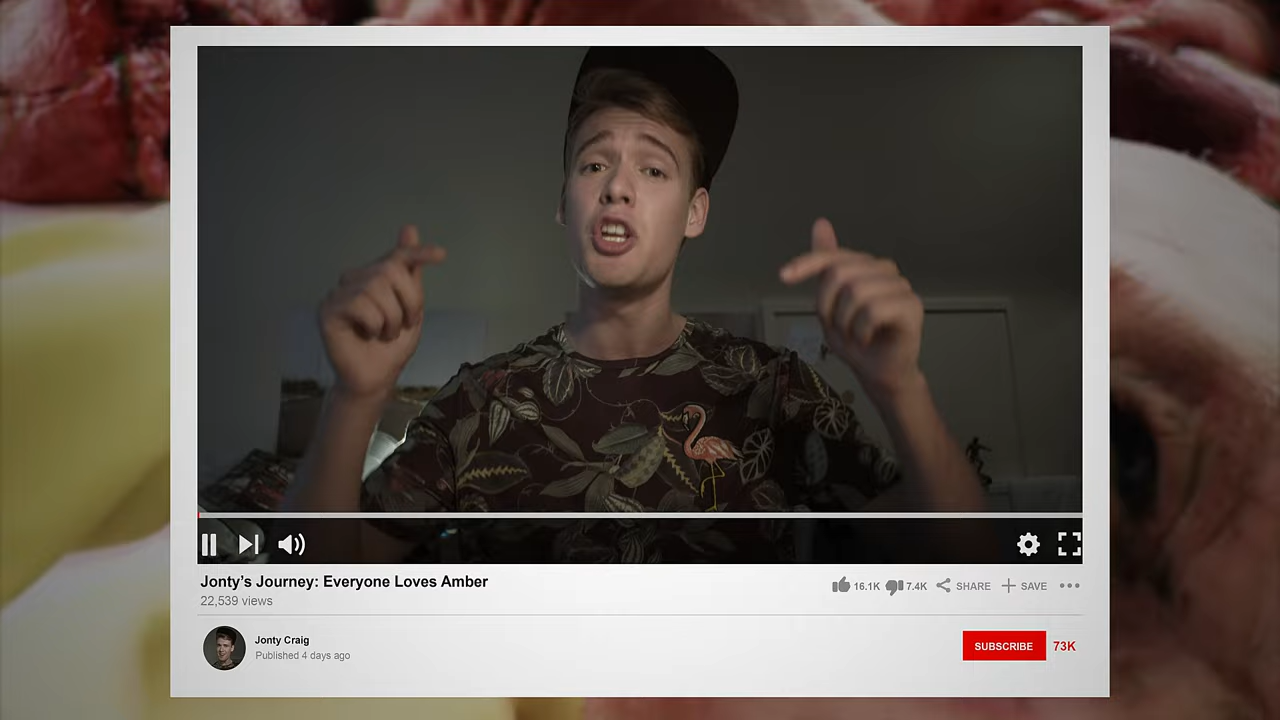 Jonty's Journey: Everyone Loves Amber
22,539 views
16.1K 7.4K SHARE SAVE
Jonty Craig
Published 4 days ago
SUBSCRIBE 73K